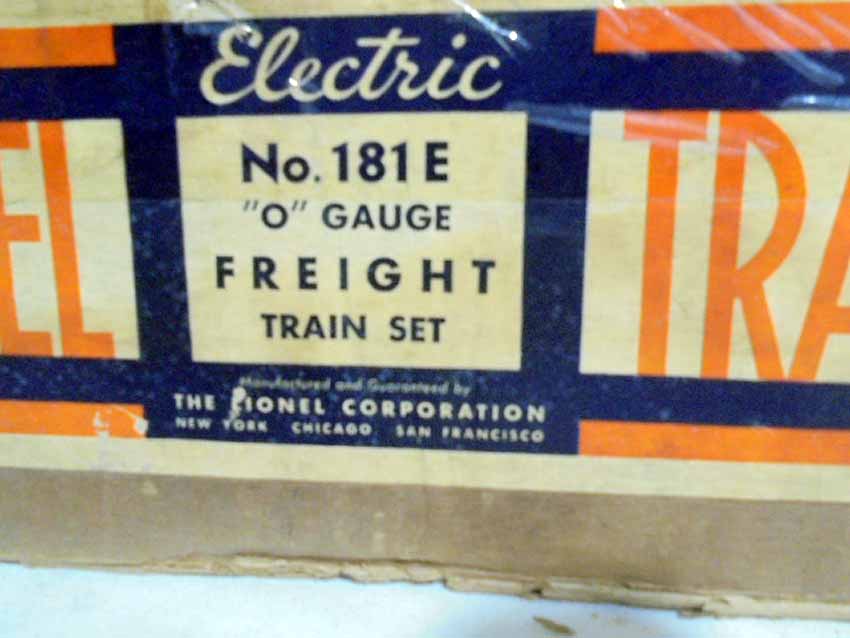 Electric
EL
No. 181E
"O" GAUGE
FREIGHT
TRAIN SET
TRA
Manufactured and Guaranteed by
THE LIONEL CORPORATION
NEW YORK CHICAGO SAN FRANCISCO